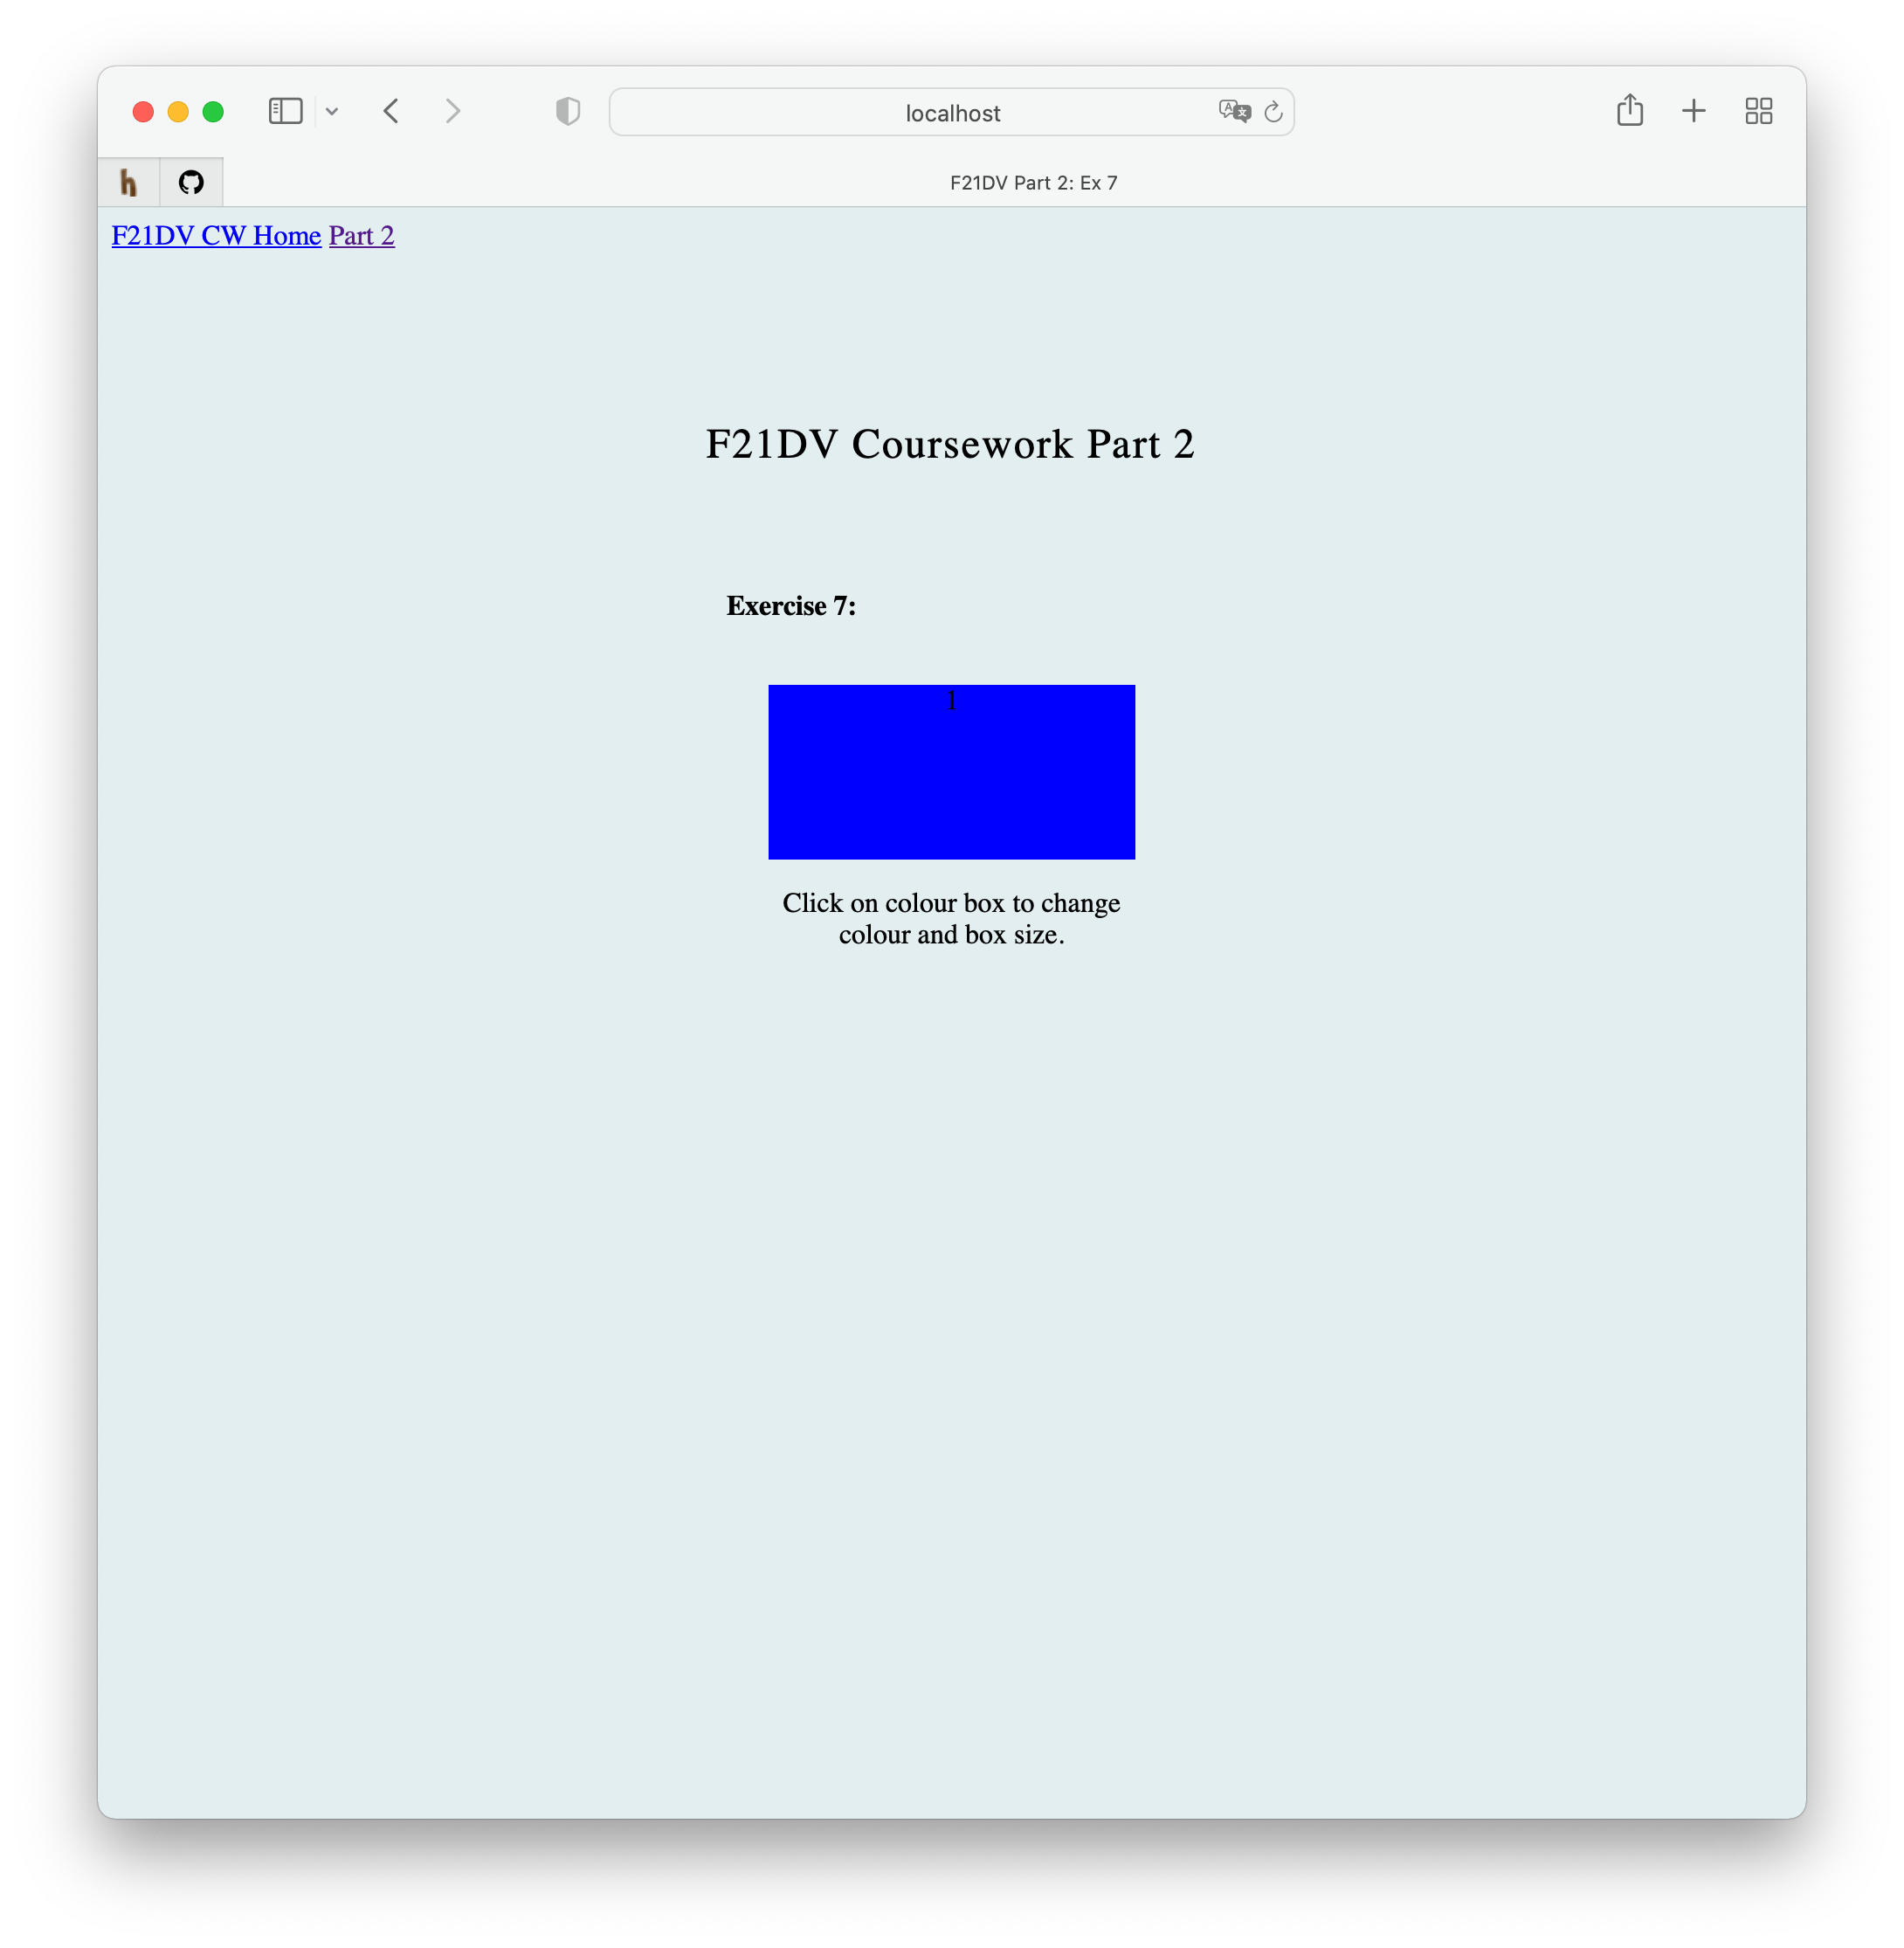 localhost
F21DV Part 2: Ex 7
F21DV CW Home Part 2
F21DV Coursework Part 2
Exercise 7:
1
Click on colour box to change
colour and box size.